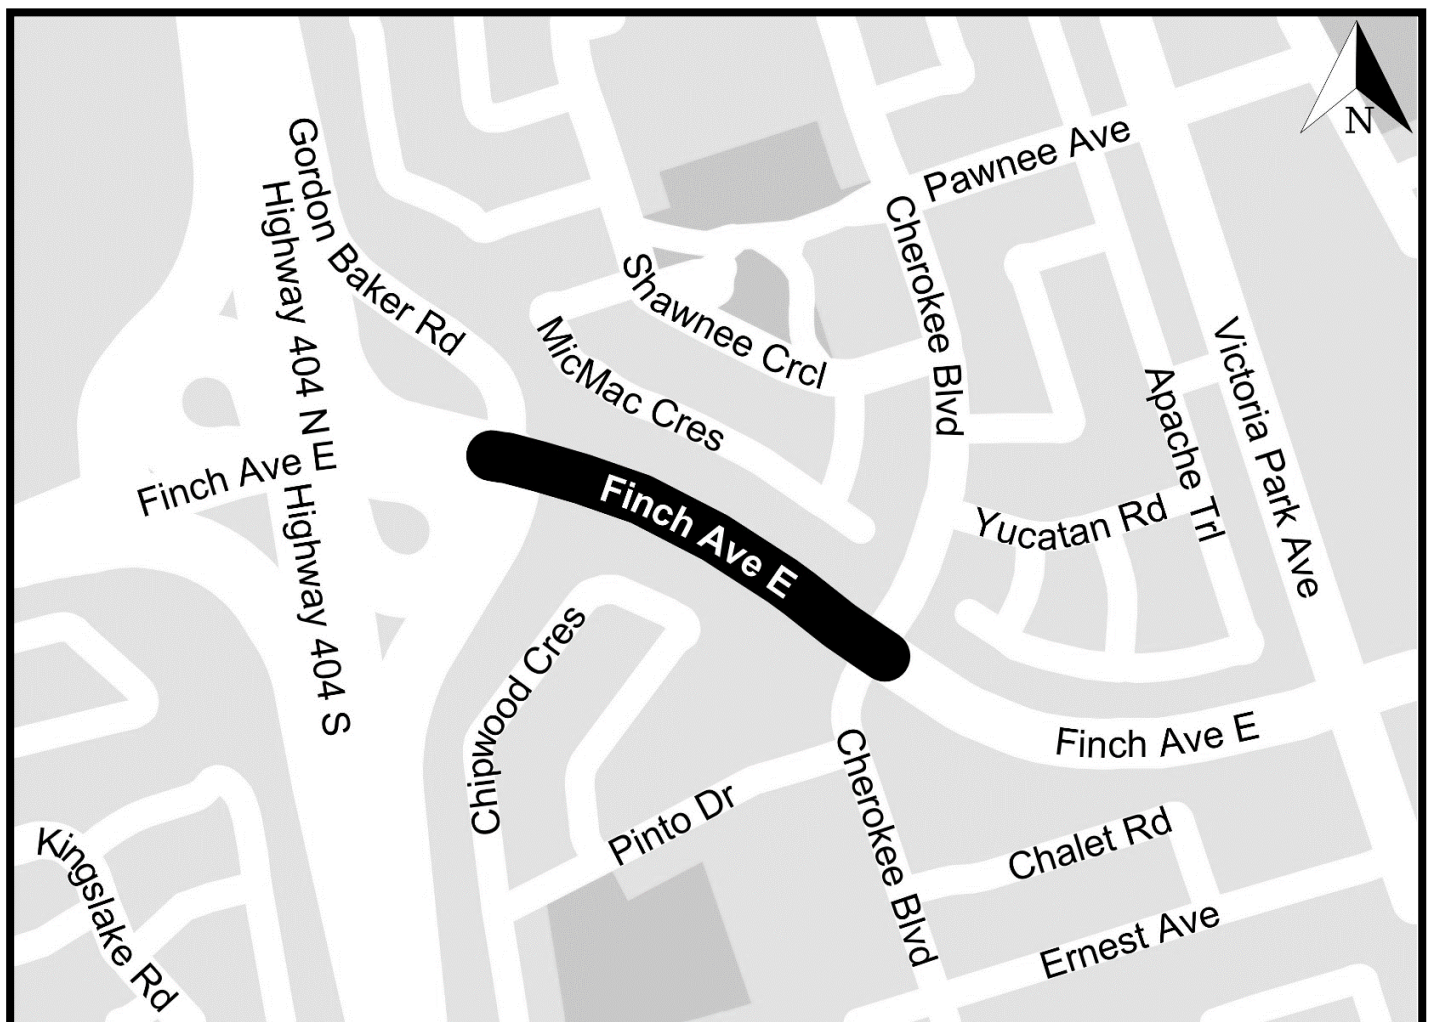 N
Gordon Baker Rd
Pawnee Ave
Highway 404 N
Cherokee Blvd
Shawnee Crcl
MicMac Cres
Victoria Park Ave
Apache Trl
Finch Ave E
Highway 404 S
Finch Ave E
Yucatan Rd
Chipwood Cres
Finch Ave E
Cherokee Blvd
Pinto Dr
Chalet Rd
Kingslake Rd
Ernest Ave